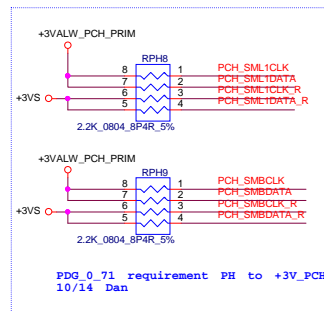 +3VALW_PCH_PRIM
RPH8
8 1 PCH_SML1CLK
7 2 PCH_SML1DATA
+3VS 6 3 PCH_SML1CLK_R
5 4 PCH_SML1DATA_R
2.2K_0804_8P4R_5%
+3VALW_PCH_PRIM
RPH9
8 1 PCH_SMBCLK
7 2 PCH_SMBDATA
+3VS 6 3 PCH_SMBCLK_R
5 4 PCH_SMBDATA_R
2.2K_0804_8P4R_5%
PDG_0_71 requirement PH to +3V_PCH
10/14 Dan